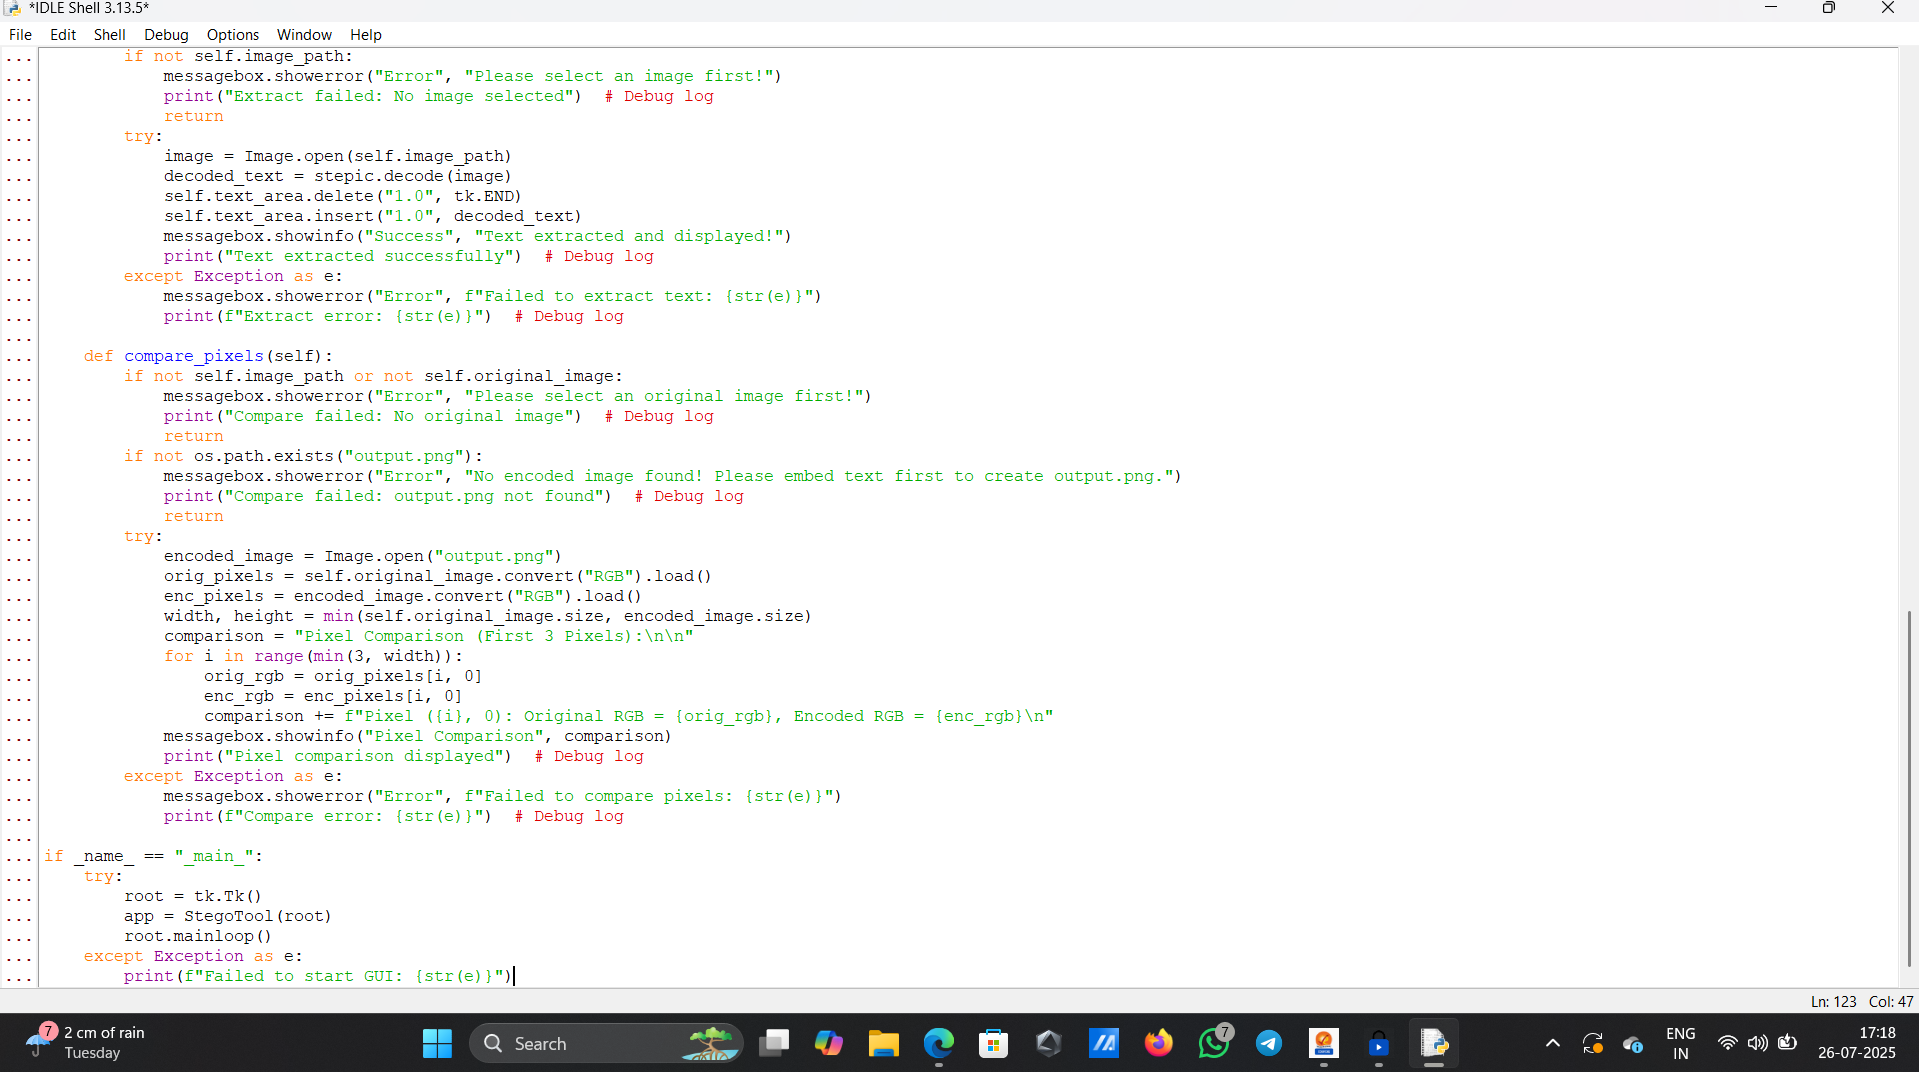 *IDLE Shell 3.13.5*
File Edit Shell Debug Options Window Help
... if not self.image_path:
... messagebox.showerror("Error", "Please select an image first!")
... print("Extract failed: No image selected")  # Debug log
... return
... try:
... image = Image.open(self.image_path)
... decoded_text = stepic.decode(image)
... self.text_area.delete("1.0", tk.END)
... self.text_area.insert("1.0", decoded_text)
... messagebox.showinfo("Success", "Text extracted and displayed!")
... print("Text extracted successfully")  # Debug log
... except Exception as e:
... messagebox.showerror("Error", f"Failed to extract text: {str(e)}")
... print(f"Extract error: {str(e)}")  # Debug log
...
... def compare_pixels(self):
... if not self.image_path or not self.original_image:
... messagebox.showerror("Error", "Please select an original image first!")
... print("Compare failed: No original image")  # Debug log
... return
... if not os.path.exists("output.png"):
... messagebox.showerror("Error", "No encoded image found! Please embed text first to create output.png.")
... print("Compare failed: output.png not found")  # Debug log
... return
... try:
... encoded_image = Image.open("output.png")
... orig_pixels = self.original_image.convert("RGB").load()
... enc_pixels = encoded_image.convert("RGB").load()
... width, height = min(self.original_image.size, encoded_image.size)
... comparison = "Pixel Comparison (First 3 Pixels):\n\n"
... for i in range(min(3, width)):
... orig_rgb = orig_pixels[i, 0]
... enc_rgb = enc_pixels[i, 0]
... comparison += f"Pixel ({i}, 0): Original RGB = {orig_rgb}, Encoded RGB = {enc_rgb}\n"
... messagebox.showinfo("Pixel Comparison", comparison)
... print("Pixel comparison displayed")  # Debug log
... except Exception as e:
... messagebox.showerror("Error", f"Failed to compare pixels: {str(e)}")
... print(f"Compare error: {str(e)}")  # Debug log
...
... if _name_ == "_main_":
... try:
... root = tk.Tk()
... app = StegoTool(root)
... root.mainloop()
... except Exception as e:
... print(f"Failed to start GUI: {str(e)}")
Ln: 123 Col: 47
7
2 cm of rain
Tuesday
Search
7
ENG
IN
17:18
26-07-2025